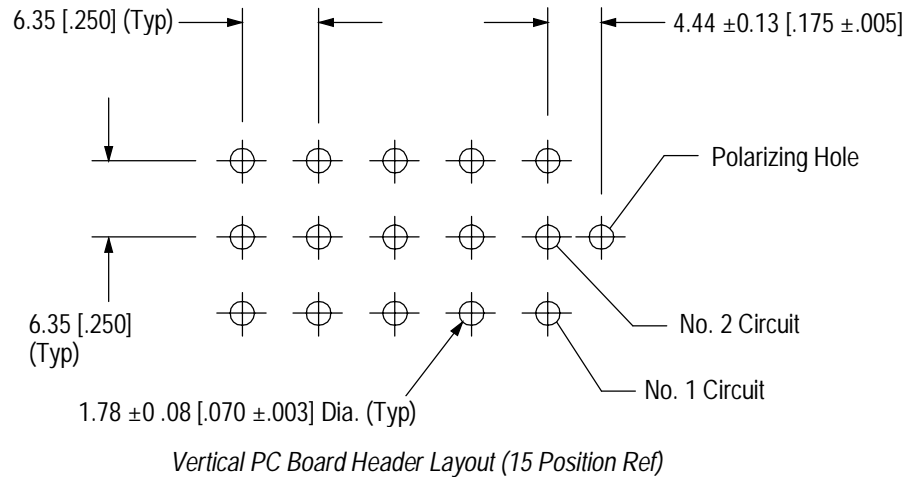 6.35 [.250] (Typ)
4.44 ±0.13 [.175 ±.005]
Polarizing Hole
6.35 [.250]
(Typ)
No. 2 Circuit
No. 1 Circuit
1.78 ±0 .08 [.070 ±.003] Dia. (Typ)
Vertical PC Board Header Layout (15 Position Ref)